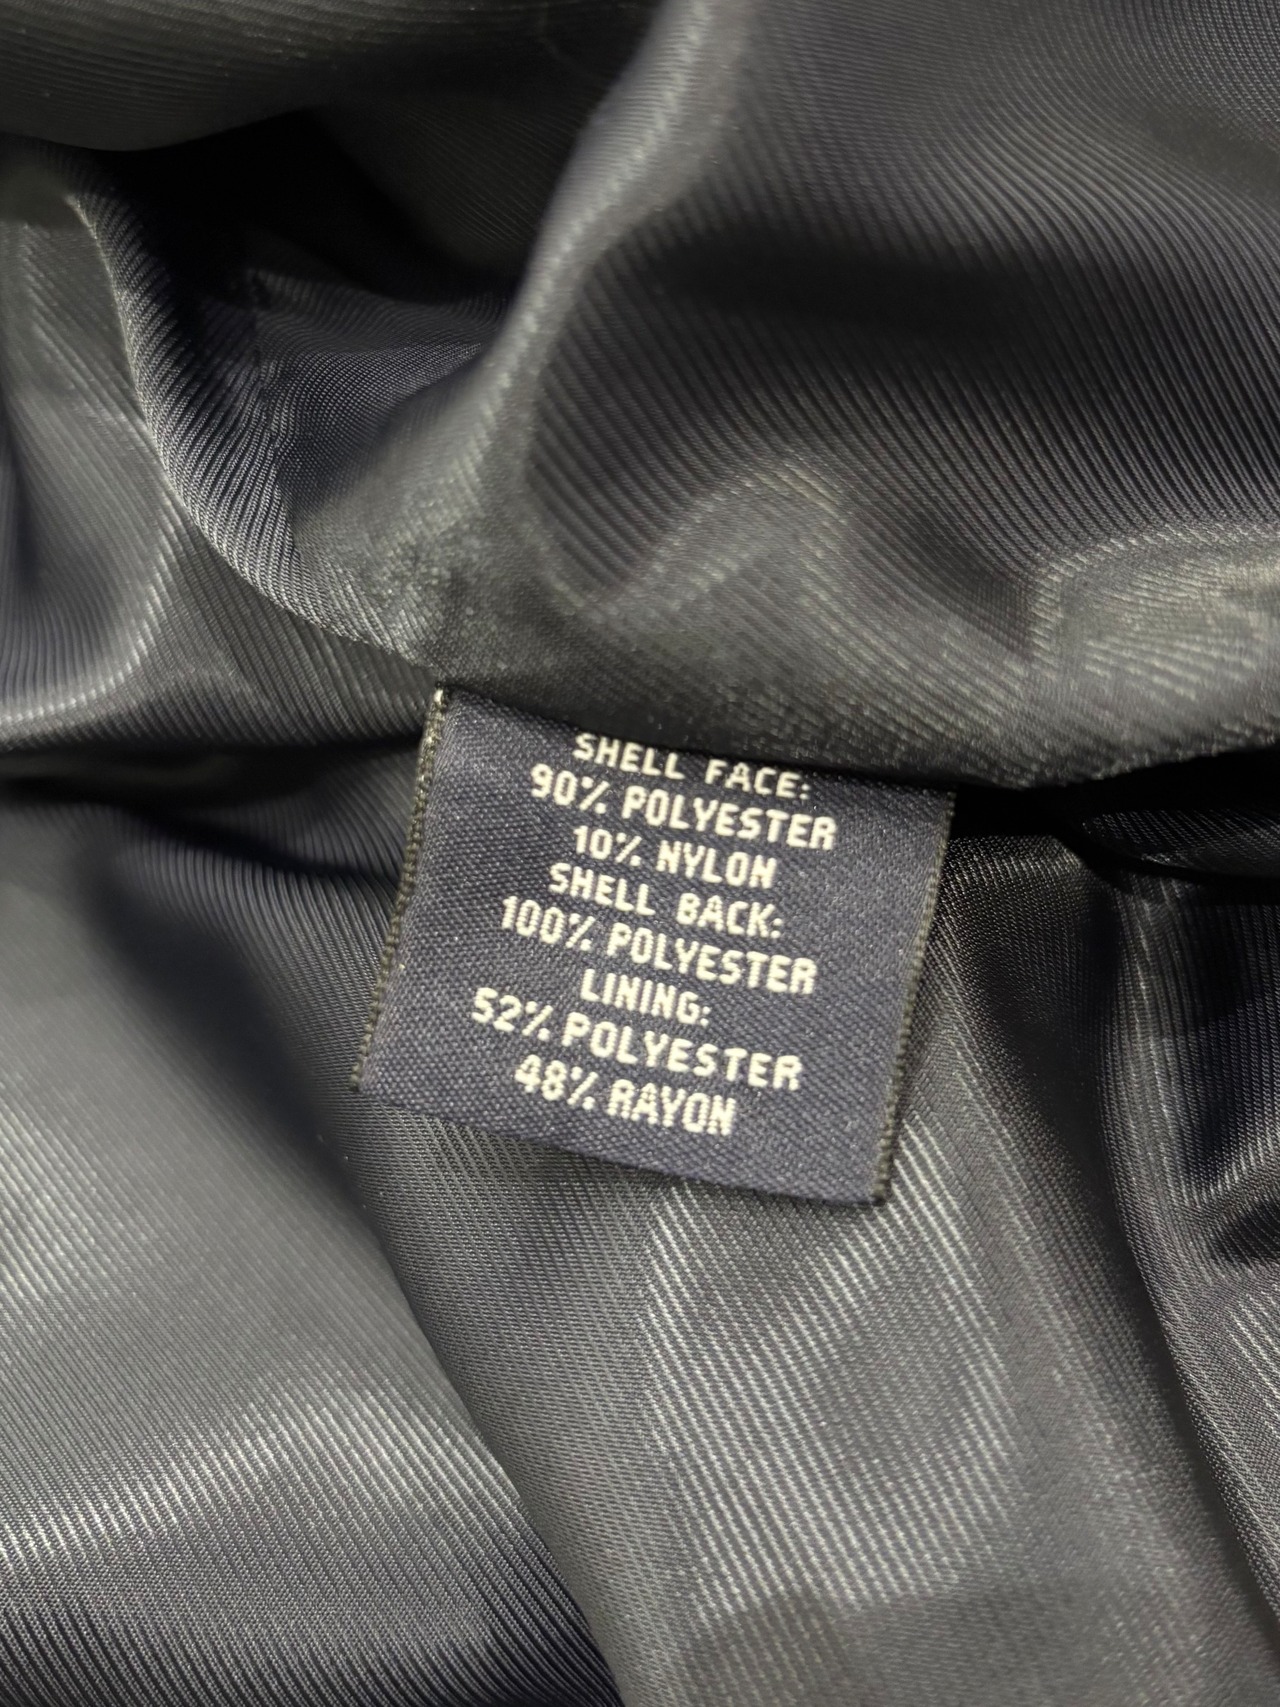 SHELL FACE:
90% POLYESTER
10% NYLON
SHELL BACK:
100% POLYESTER
LINING:
52% POLYESTER
48% RAYON